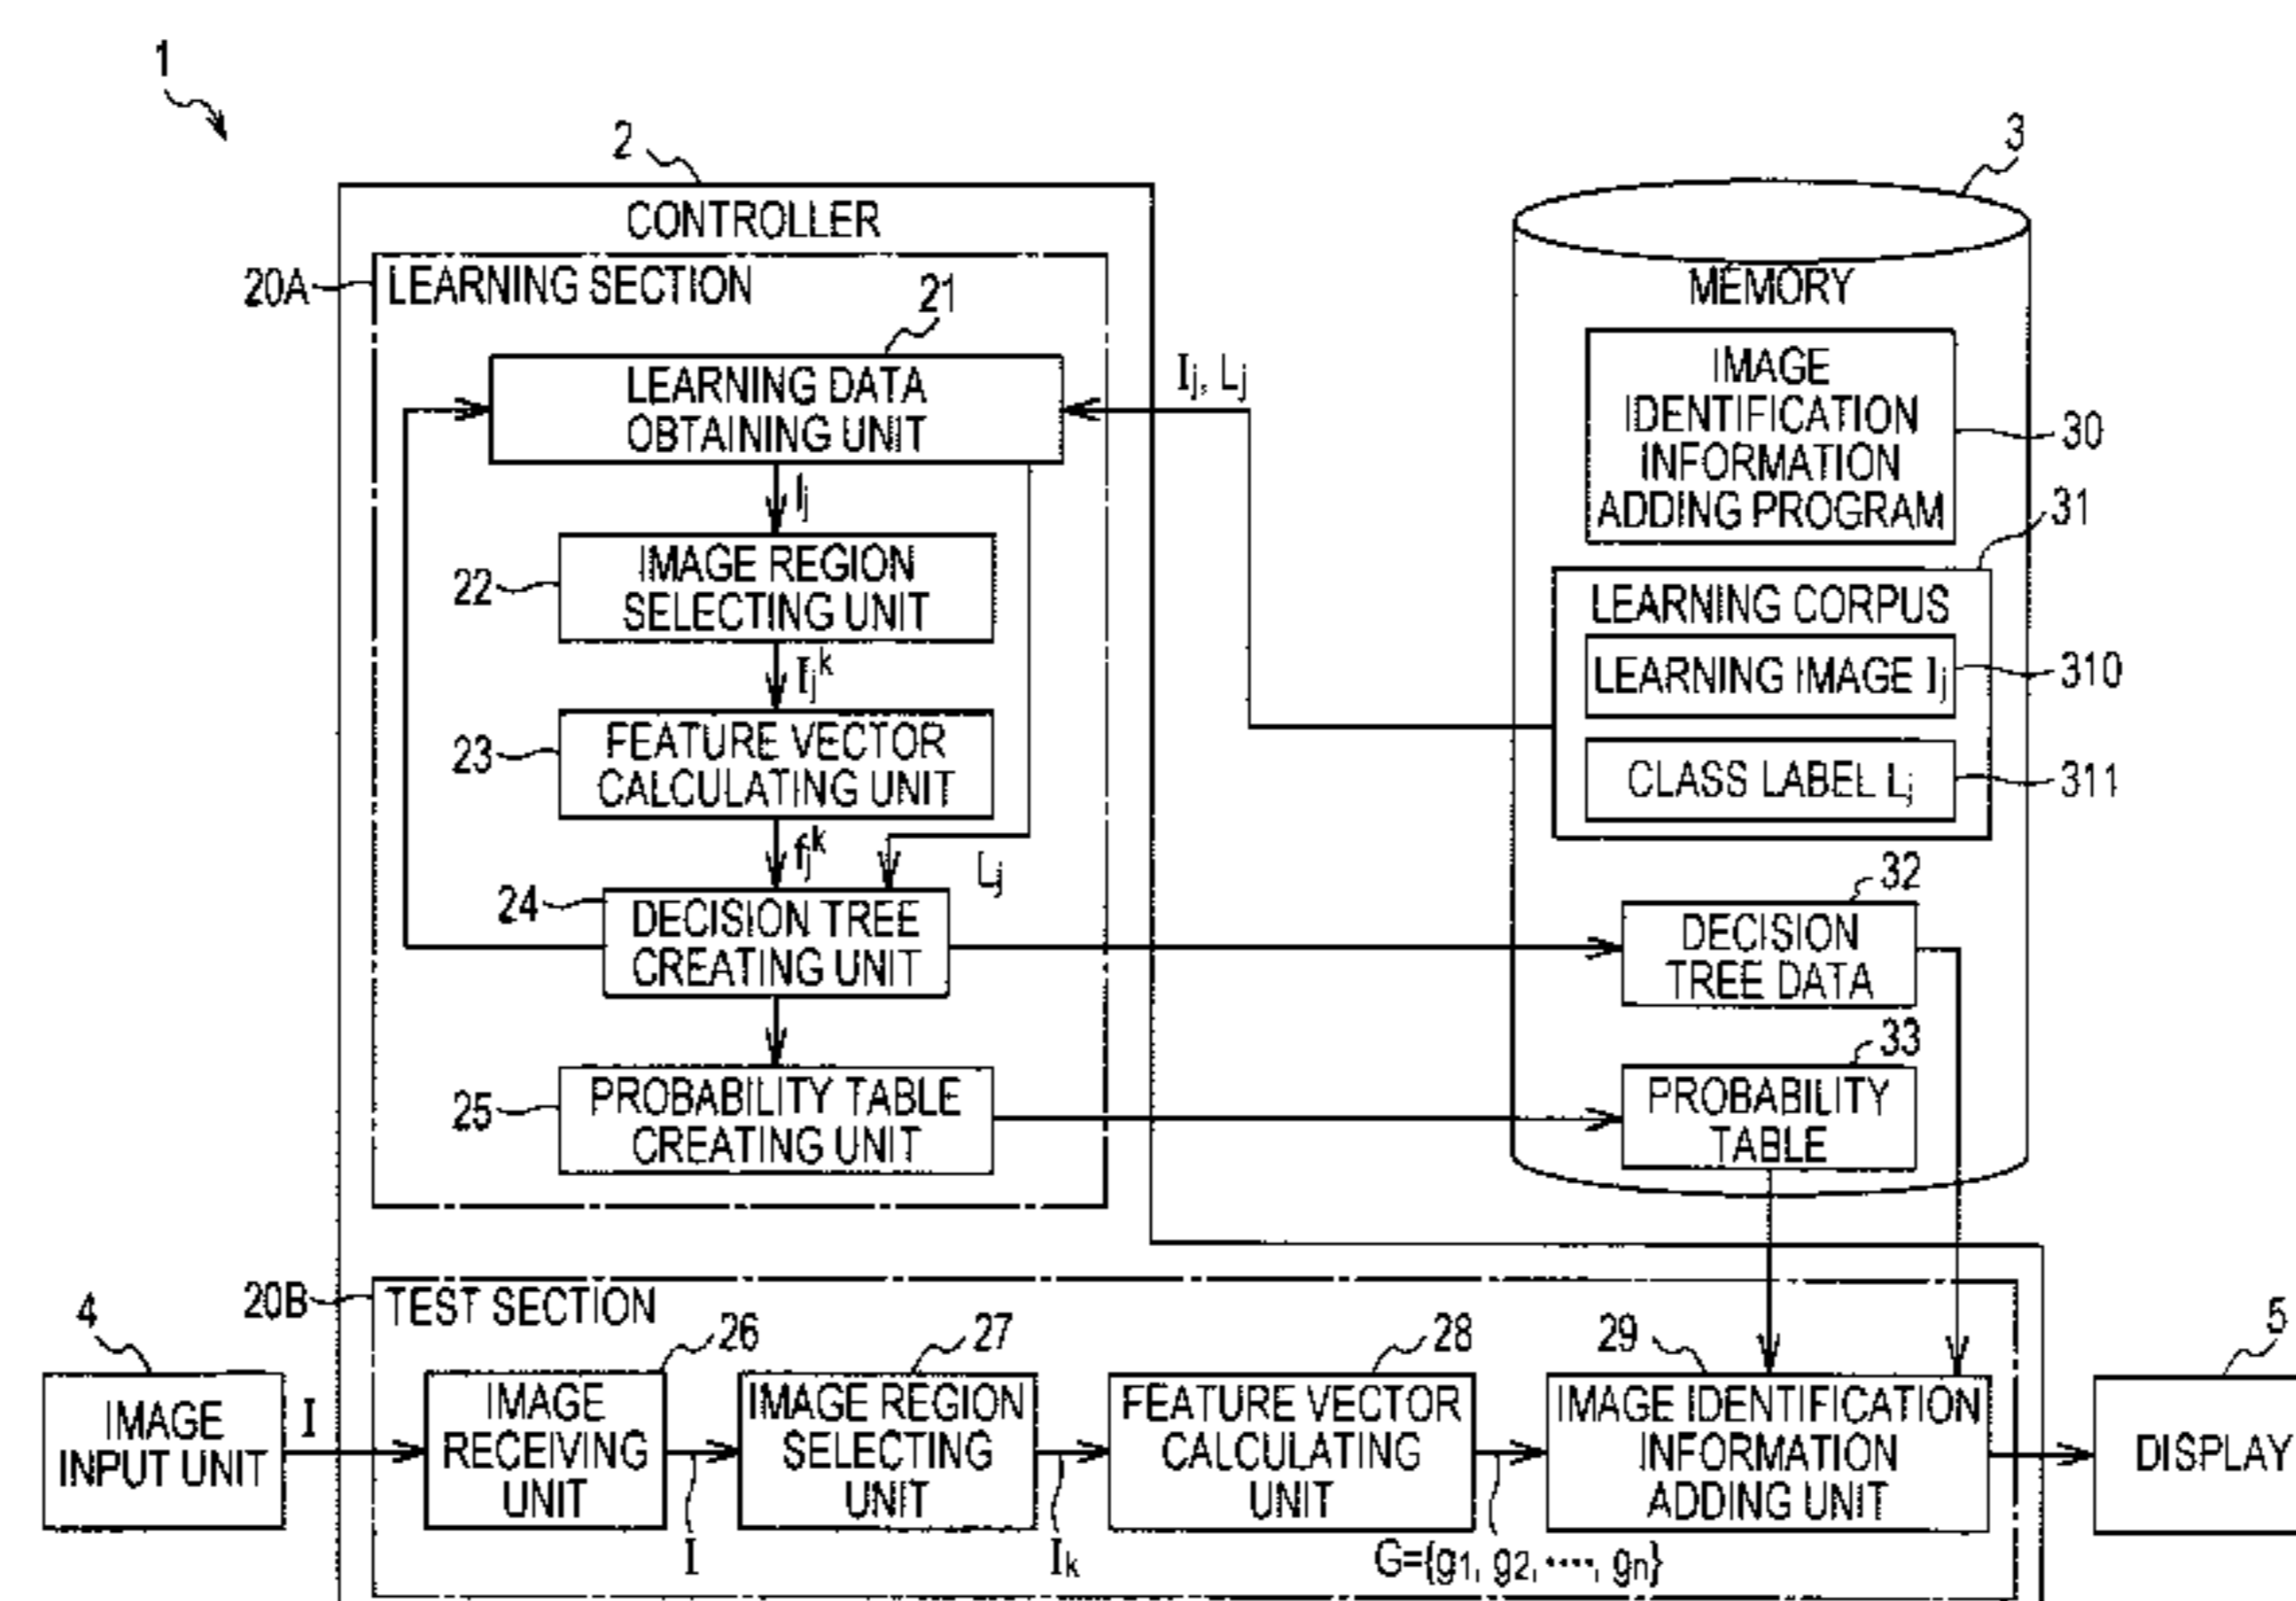 1
2
3
CONTROLLER
20A
LEARNING SECTION
21
LEARNING DATA
OBTAINING UNIT
Ij, Lj
Ij
22
IMAGE REGION
SELECTING UNIT
Ij^k
23
FEATURE VECTOR
CALCULATING UNIT
fj^k
Lj
24
DECISION TREE
CREATING UNIT
25
PROBABILITY TABLE
CREATING UNIT
MEMORY
IMAGE
IDENTIFICATION
INFORMATION
ADDING PROGRAM
30
31
LEARNING CORPUS
LEARNING IMAGE Ij
310
CLASS LABEL Lj
311
32
DECISION
TREE DATA
33
PROBABILITY
TABLE
20B
TEST SECTION
4
IMAGE
INPUT UNIT
I
26
IMAGE
RECEIVING
UNIT
I
27
IMAGE REGION
SELECTING
UNIT
Ik
28
FEATURE VECTOR
CALCULATING
UNIT
G={g1, g2, ····, gn}
29
IMAGE IDENTIFICATION
INFORMATION
ADDING UNIT
5
DISPLAY